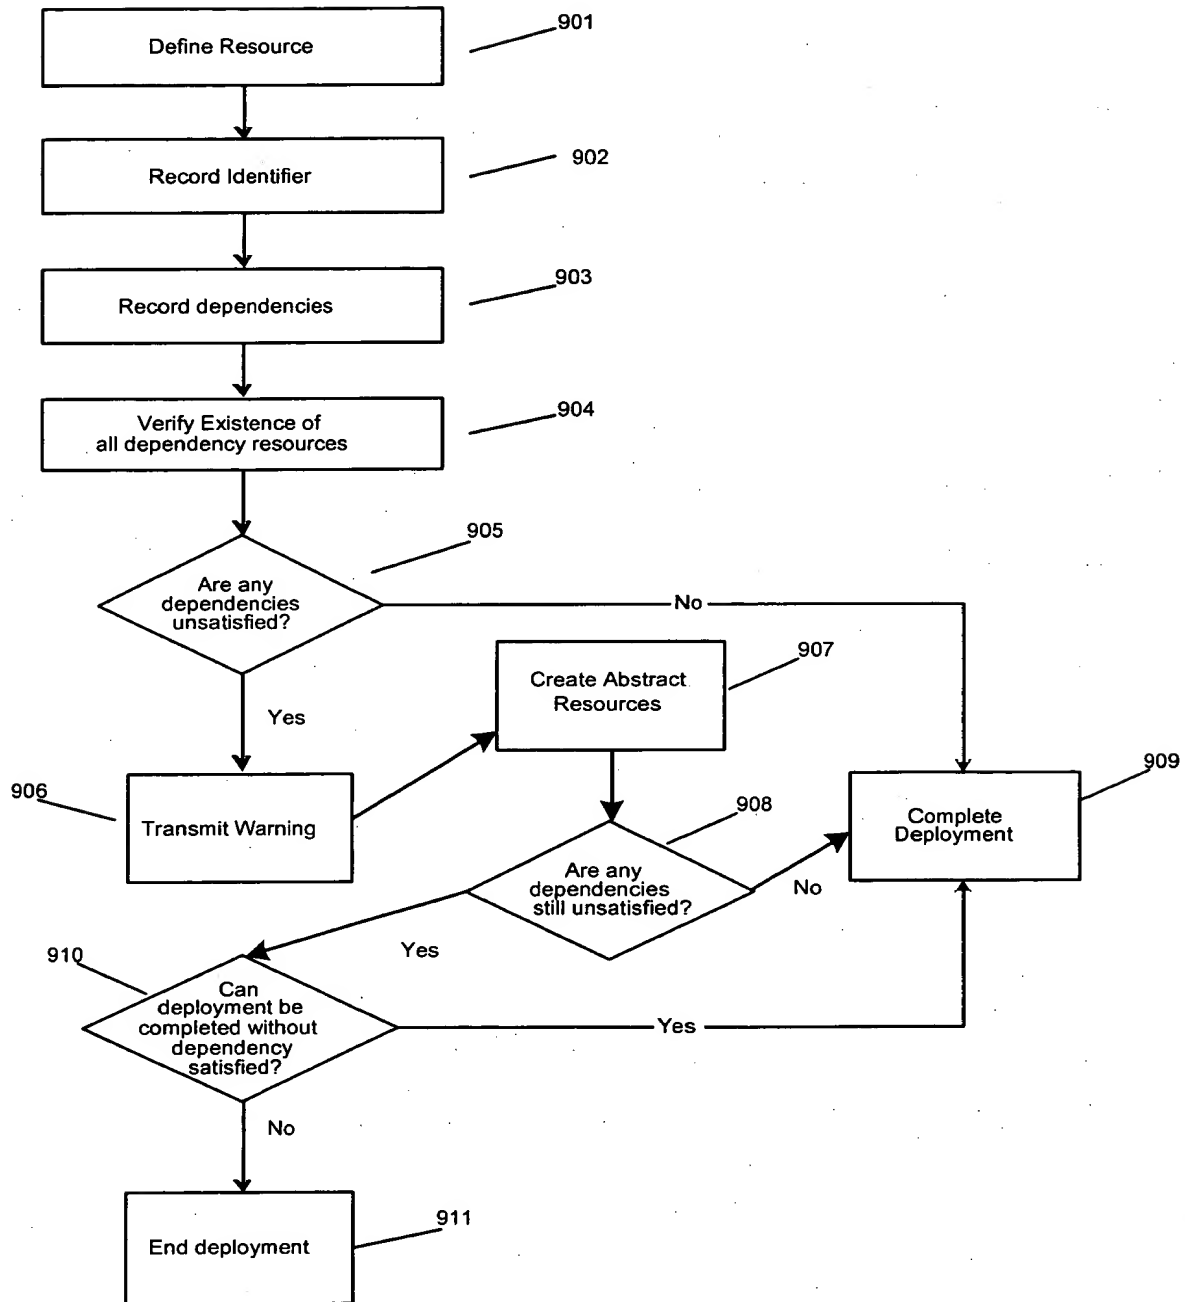 Define Resource
901
Record Identifier
902
Record dependencies
903
Verify Existence of
all dependency resources
904
905
Are any
dependencies
unsatisfied?
No
Yes
Create Abstract
Resources
907
906
Transmit Warning
908
Are any
dependencies
still unsatisfied?
No
Complete
Deployment
909
Yes
910
Can
deployment be
completed without
dependency
satisfied?
Yes
No
End deployment
911